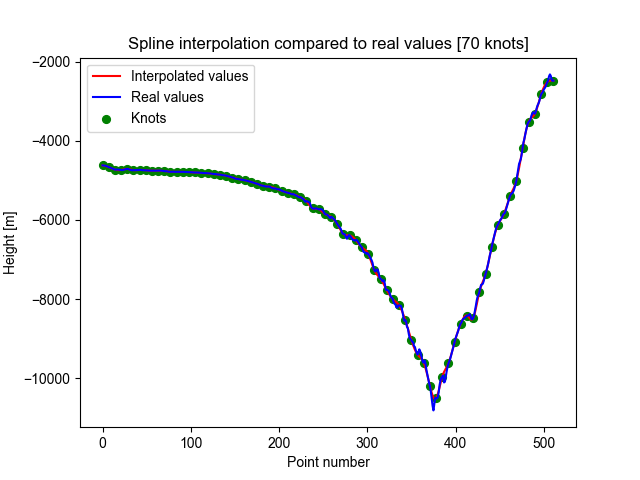 Spline interpolation compared to real values [70 knots]
Interpolated values
Real values
Knots
−2000
−4000
−6000
−8000
−10000
Height [m]
0 100 200 300 400 500
Point number